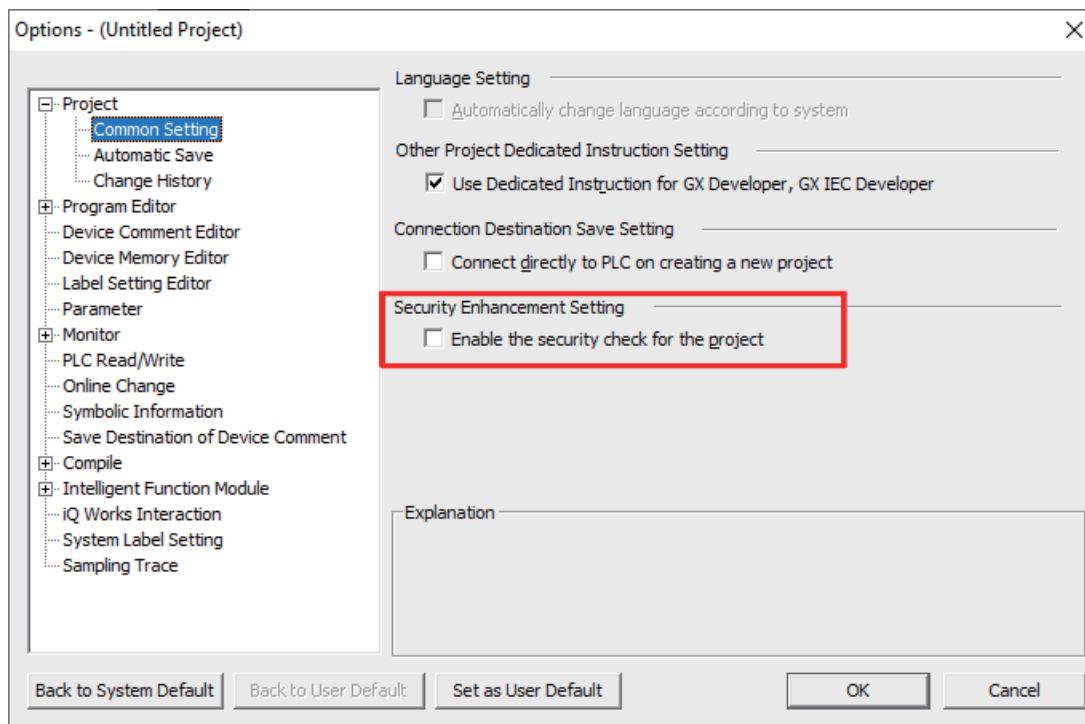 Options - (Untitled Project)
Project
Common Setting
Automatic Save
Change History
Program Editor
Device Comment Editor
Device Memory Editor
Label Setting Editor
Parameter
Monitor
PLC Read/Write
Online Change
Symbolic Information
Save Destination of Device Comment
Compile
Intelligent Function Module
iQ Works Interaction
System Label Setting
Sampling Trace
Language Setting
Automatically change language according to system
Other Project Dedicated Instruction Setting
Use Dedicated Instruction for GX Developer, GX IEC Developer
Connection Destination Save Setting
Connect directly to PLC on creating a new project
Security Enhancement Setting
Enable the security check for the project
Explanation
Back to System Default
Back to User Default
Set as User Default
OK
Cancel